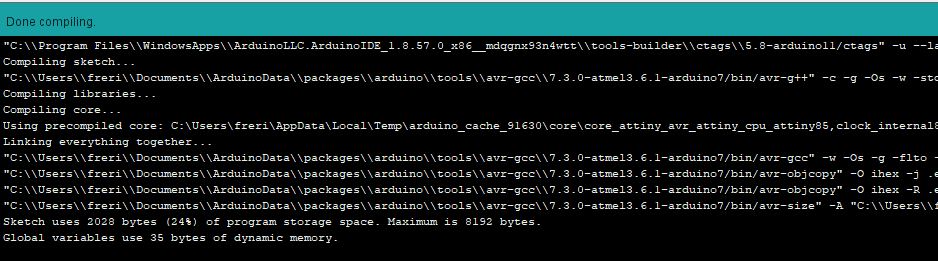 Done compiling.
"C:\\Program Files\\WindowsApps\\ArduinoLLC.ArduinoIDE_1.8.57.0_x86__mdqgnx93n4wtt\\tools-builder\\ctags\\5.8-arduino11/ctags" -u --la
Compiling sketch...
"C:\\Users\\freri\\Documents\\ArduinoData\\packages\\arduino\\tools\\avr-gcc\\7.3.0-atmel3.6.1-arduino7/bin/avr-g++" -c -g -Os -w -std
Compiling libraries...
Compiling core...
Using precompiled core: C:\Users\freri\AppData\Local\Temp\arduino_cache_91630\core\core_attiny_avr_attiny_cpu_attiny85,clock_internal8
Linking everything together...
"C:\\Users\\freri\\Documents\\ArduinoData\\packages\\arduino\\tools\\avr-gcc\\7.3.0-atmel3.6.1-arduino7/bin/avr-gcc" -w -Os -g -flto -
"C:\\Users\\freri\\Documents\\ArduinoData\\packages\\arduino\\tools\\avr-gcc\\7.3.0-atmel3.6.1-arduino7/bin/avr-objcopy" -O ihex -j .e
"C:\\Users\\freri\\Documents\\ArduinoData\\packages\\arduino\\tools\\avr-gcc\\7.3.0-atmel3.6.1-arduino7/bin/avr-objcopy" -O ihex -R .e
"C:\\Users\\freri\\Documents\\ArduinoData\\packages\\arduino\\tools\\avr-gcc\\7.3.0-atmel3.6.1-arduino7/bin/avr-size" -A "C:\\Users\\f
Sketch uses 2028 bytes (24%) of program storage space. Maximum is 8192 bytes.
Global variables use 35 bytes of dynamic memory.